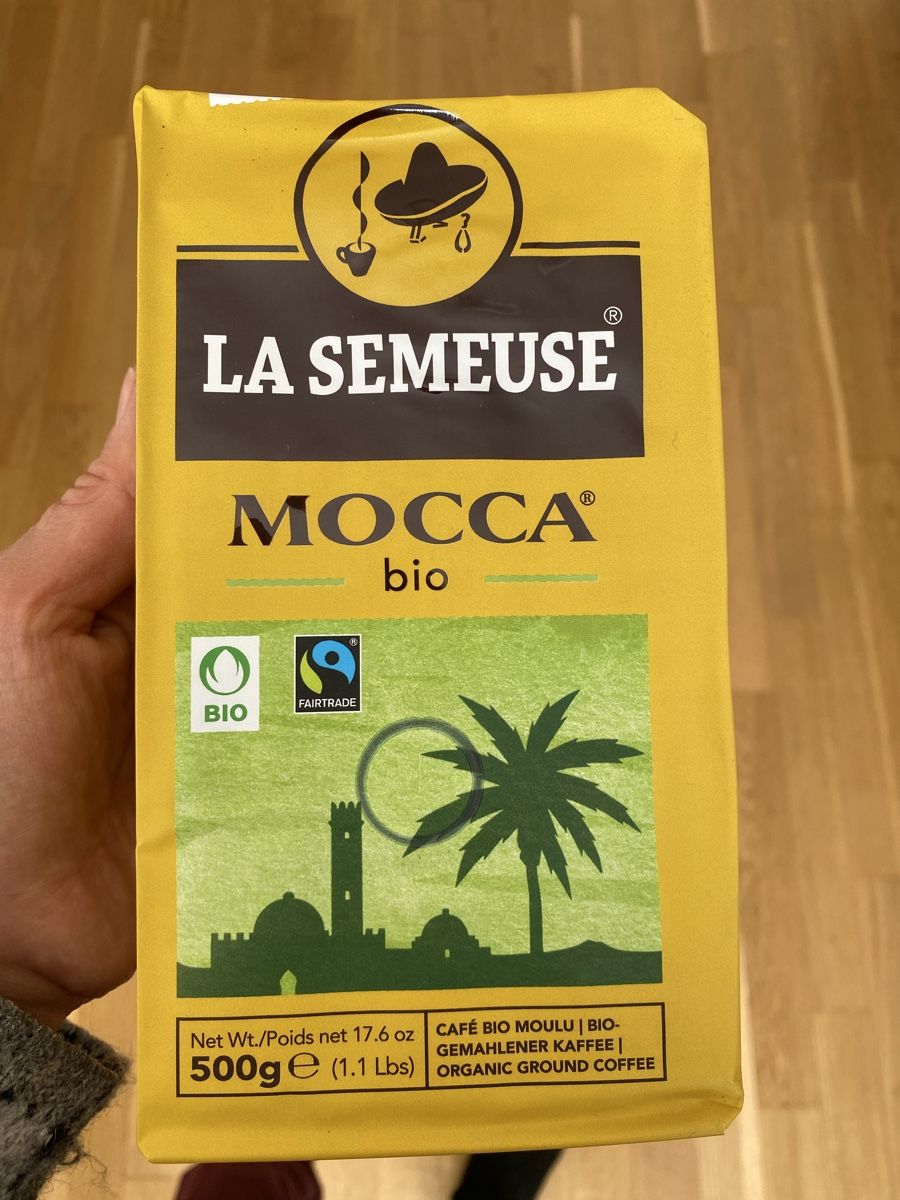 LA SEMEUSE®
MOCCA®
bio
BIO
FAIRTRADE ®
Net Wt./Poids net 17.6 oz
500g ℮ (1.1 Lbs)
CAFÉ BIO MOULU | BIO-
GEMAHLENER KAFFEE |
ORGANIC GROUND COFFEE